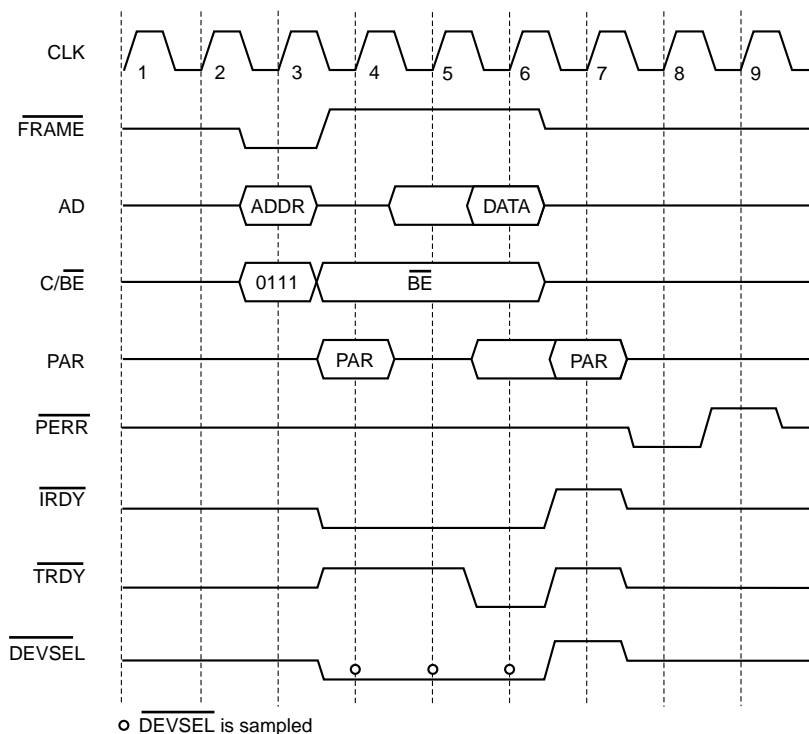 CLK
1 2 3 4 5 6 7 8 9
FRAME
AD
ADDR
DATA
C/BE
0111
BE
PAR
PAR
PAR
PERR
IRDY
TRDY
DEVSEL
DEVSEL is sampled